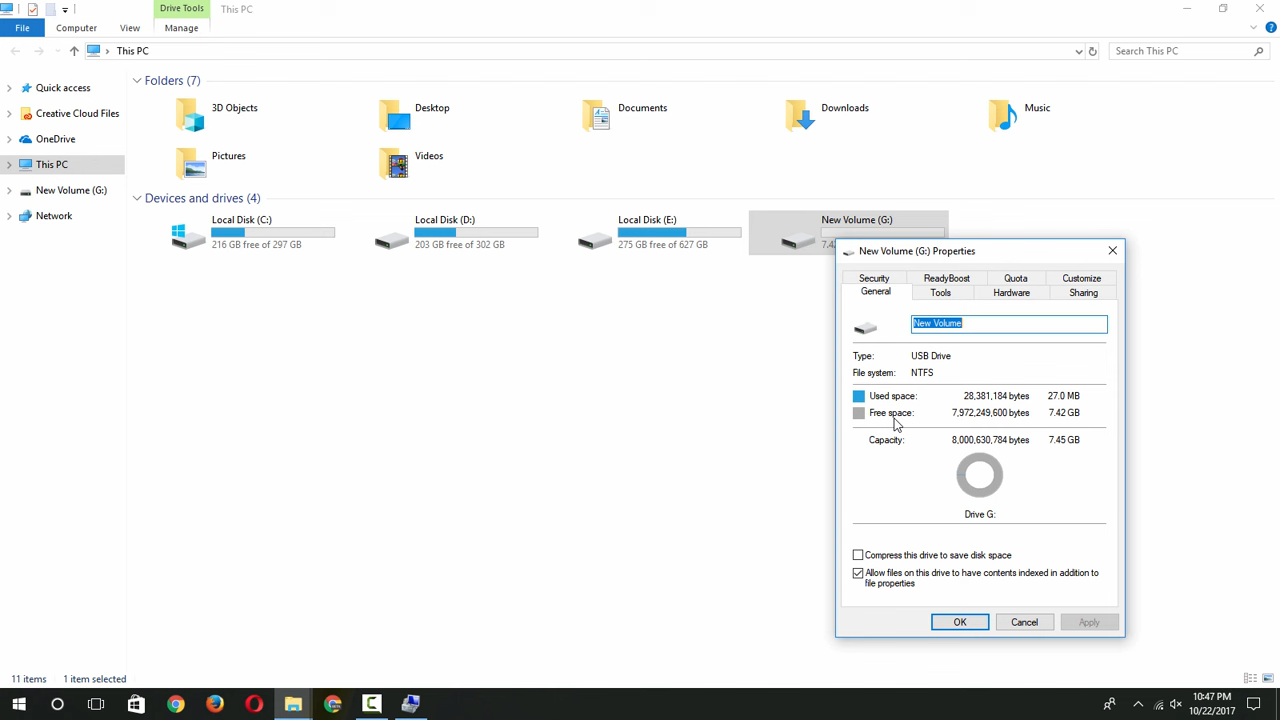 Drive Tools
This PC
File
Computer
View
Manage
This PC
Search This PC
Quick access
Creative Cloud Files
OneDrive
This PC
New Volume (G:)
Network
Folders (7)
3D Objects
Desktop
Documents
Downloads
Music
Pictures
Videos
Devices and drives (4)
Local Disk (C:)
216 GB free of 297 GB
Local Disk (D:)
203 GB free of 302 GB
Local Disk (E:)
275 GB free of 627 GB
New Volume (G:)
New Volume (G:) Properties
Security
ReadyBoost
Quota
Customize
General
Tools
Hardware
Sharing
New Volume
Type: USB Drive
File system: NTFS
Used space: 28,381,184 bytes 27.0 MB
Free space: 7,972,249,600 bytes 7.42 GB
Capacity: 8,000,630,784 bytes 7.45 GB
Drive G:
Compress this drive to save disk space
Allow files on this drive to have contents indexed in addition to
file properties
OK
Cancel
Apply
11 items
1 item selected
10:47 PM
10/22/2017